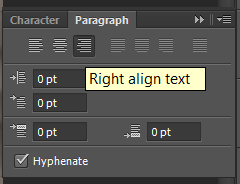 Character Paragraph
Right align text
0 pt
0 pt
0 pt 0 pt
Hyphenate